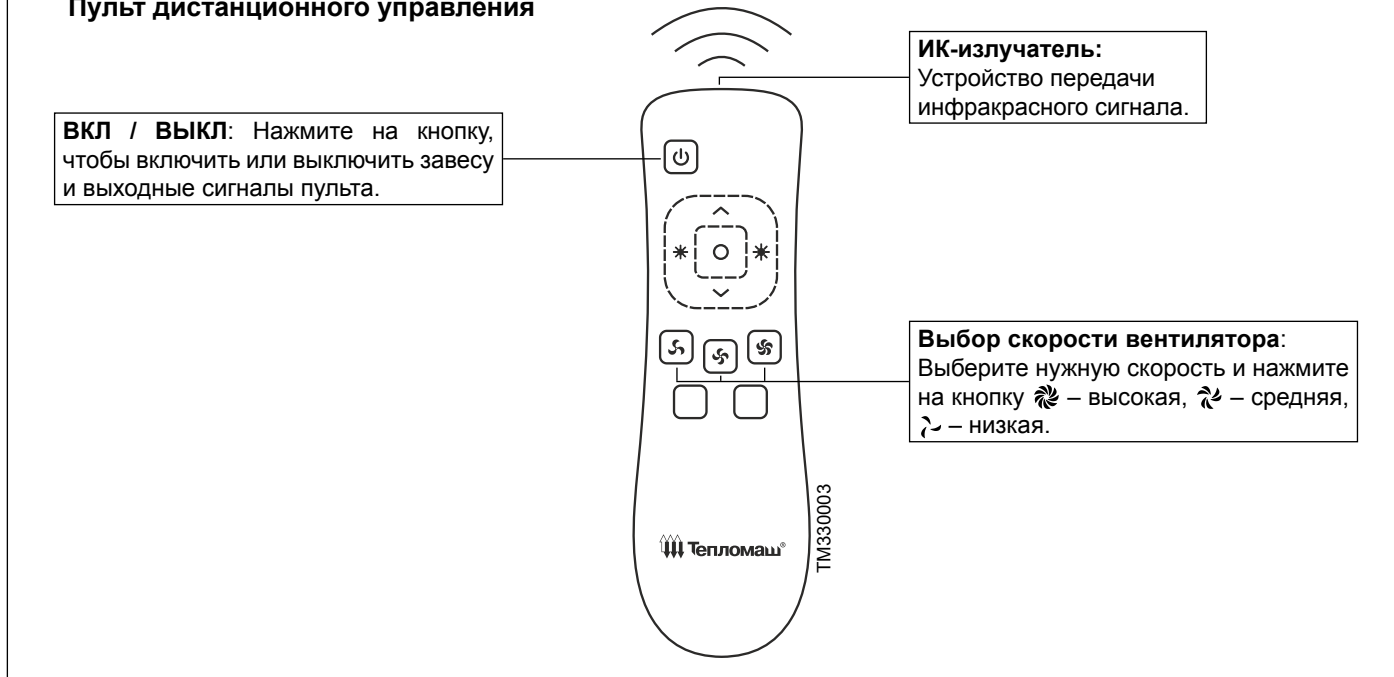 Пульт дистанционного управления
ИК-излучатель:
Устройство передачи
инфракрасного сигнала.
ВКЛ / ВЫКЛ: Нажмите на кнопку,
чтобы включить или выключить завесу
и выходные сигналы пульта.
Выбор скорости вентилятора:
Выберите нужную скорость и нажмите
на кнопку – высокая, – средняя,
– низкая.
TM330003
Тепломаш®